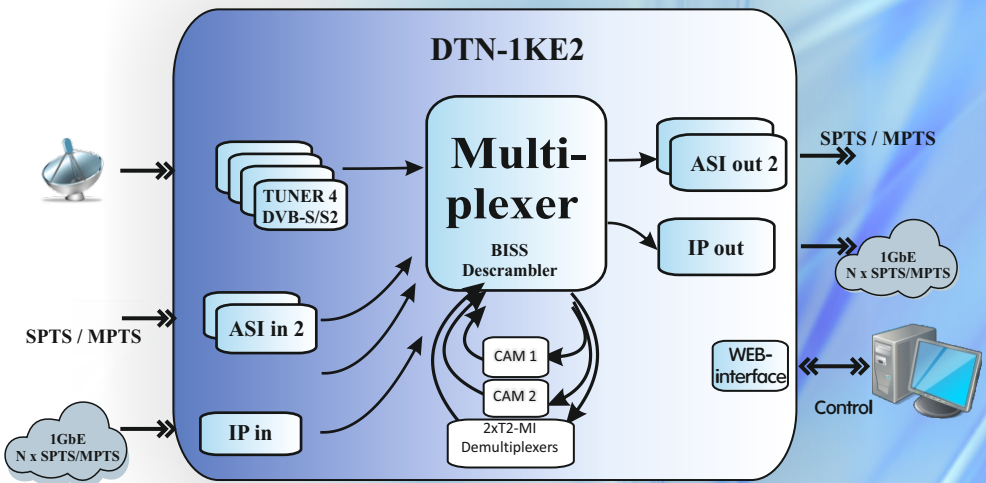 DTN-1KE2
TUNER 4
DVB-S/S2
SPTS / MPTS
ASI in 2
1GbE
N x SPTS/MPTS
IP in
Multi-
plexer
BISS
Descrambler
CAM 1
CAM 2
2xT2-MI
Demultiplexers
ASI out 2
SPTS / MPTS
IP out
1GbE
N x SPTS/MPTS
WEB-
interface
Control